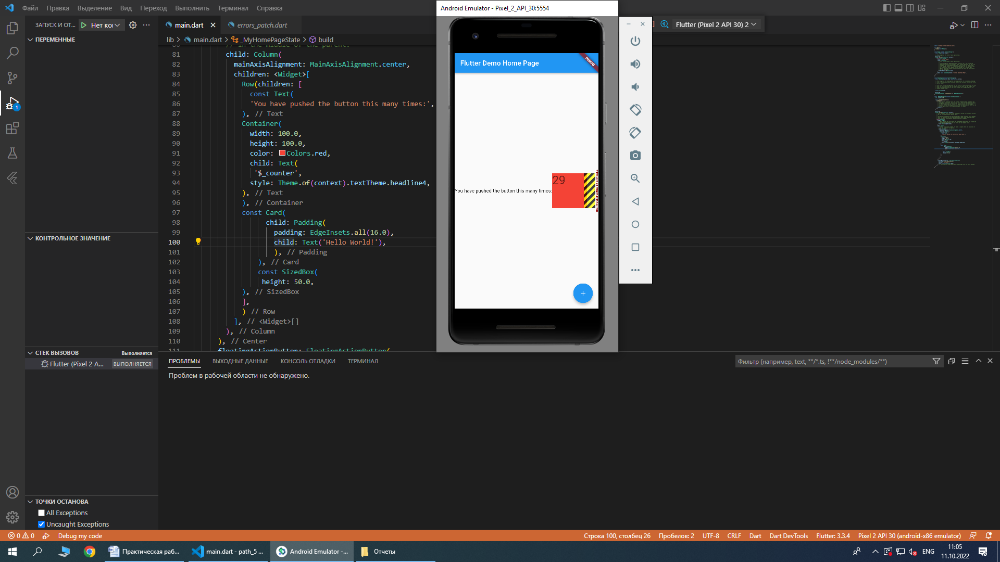 Файл Правка Выделение Вид Переход Выполнить Терминал Справка
Android Emulator - Pixel_2_API_30:5554
ЗАПУСК И ОТ... Нет кон
main.dart
errors_patch.dart
Flutter (Pixel 2 API 30) 2
ПЕРЕМЕННЫЕ
lib > main.dart > _MyHomePageState > build
80 // in the middle of the parent.
81 child: Column(
82 mainAxisAlignment: MainAxisAlignment.center,
83 children: <Widget>[
84 Row(children: [
85 const Text(
86 'You have pushed the button this many times:',
87 ), // Text
88 Container(
89 width: 100.0,
90 height: 100.0,
91 color: Colors.red,
92 child: Text(
93 '$_counter',
94 style: Theme.of(context).textTheme.headline4,
95 ), // Text
96 ), // Container
97 const Card(
98 child: Padding(
99 padding: EdgeInsets.all(16.0),
100 child: Text('Hello World!'),
101 ), // Padding
102 ), // Card
103 const SizedBox(
104 height: 50.0,
105 ), // SizedBox
106 ],
107 ) // Row
108 ], // <Widget>[]
109 ), // Column
110 ), // Center
111 floatingActionButton: FloatingActionButton(
Flutter Demo Home Page
DEBUG
You have pushed the button this many times:
29
КОНТРОЛЬНОЕ ЗНАЧЕНИЕ
СТЕК ВЫЗОВОВ Выполняется
Flutter (Pixel 2 A... ВЫПОЛНЯЕТСЯ
ТОЧКИ ОСТАНОВА
All Exceptions
Uncaught Exceptions
ПРОБЛЕМЫ ВЫХОДНЫЕ ДАННЫЕ КОНСОЛЬ ОТЛАДКИ ТЕРМИНАЛ
Фильтр (например, text, **/*.ts, !**/node_modules/**)
Проблем в рабочей области не обнаружено.
0 0 Debug my code
Строка 100, столбец 26 Пробелов: 2 UTF-8 CRLF Dart Dart DevTools Flutter: 3.3.4 Pixel 2 API 30 (android-x86 emulator)
Практическая раб...
main.dart - path_5 ...
Android Emulator -...
Отчеты
ENG
11:05
11.10.2022